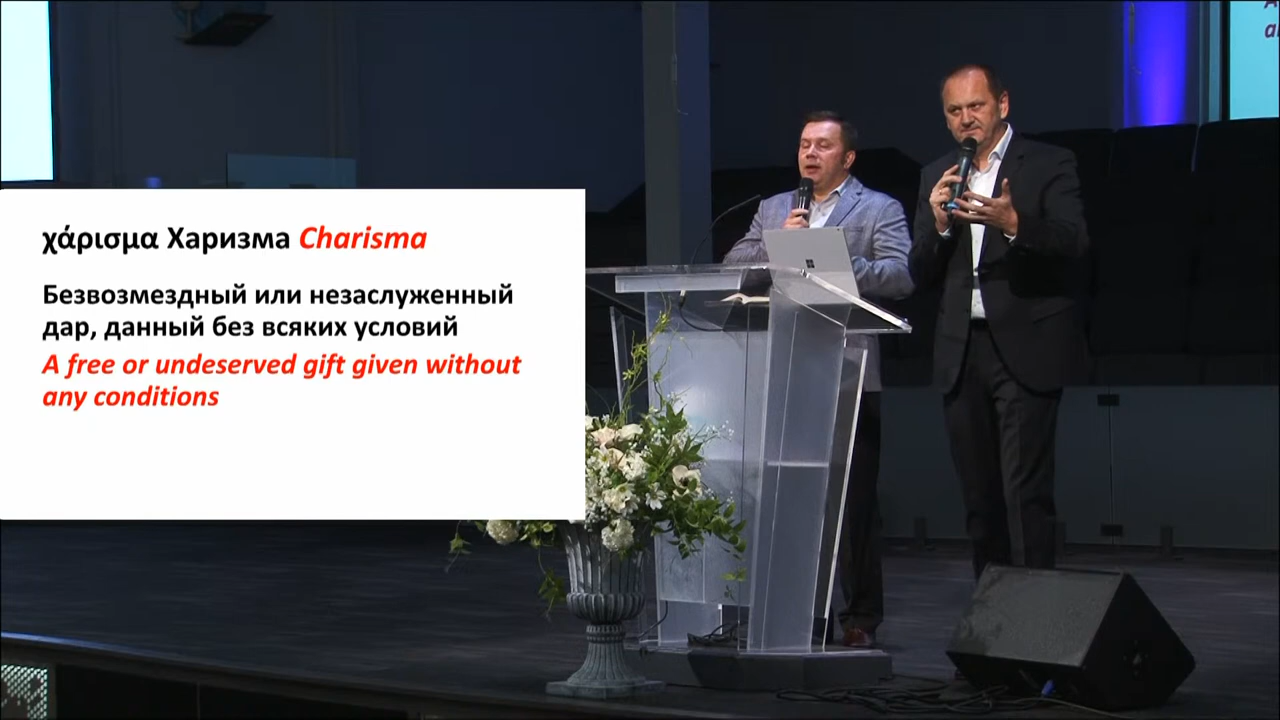 χάρισμα Харизма Charisma
Безвозмездный или незаслуженный
дар, данный без всяких условий
A free or undeserved gift given without
any conditions